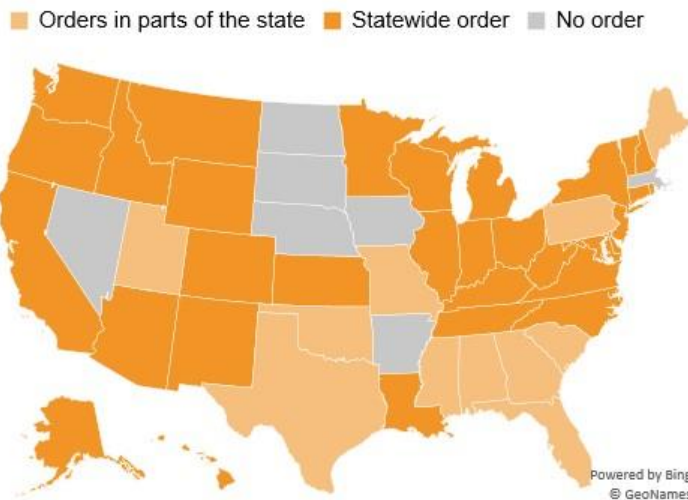 Orders in parts of the state Statewide order No order
Powered by Bing
© GeoNames